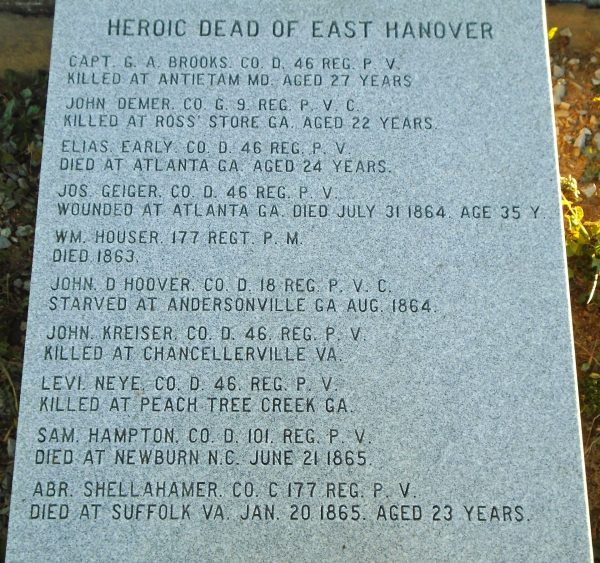 HEROIC DEAD OF EAST HANOVER
CAPT. G. A. BROOKS. CO. D. 46 REG. P. V.
KILLED AT ANTIETAM MD. AGED 27 YEARS
JOHN. DEMER. CO. G. 9. REG. P. V. C.
KILLED AT ROSS' STORE GA. AGED 22 YEARS.
ELIAS. EARLY. CO. D. 46 REG. P. V.
DIED AT ATLANTA GA. AGED 24 YEARS.
JOS. GEIGER. CO. D. 46 REG. P. V.
WOUNDED AT ATLANTA GA. DIED JULY 31 1864. AGE 35 Y.
WM. HOUSER. 177 REGT. P. M.
DIED 1863.
JOHN. D HOOVER. CO. D. 18 REG. P. V. C.
STARVED AT ANDERSONVILLE GA AUG. 1864.
JOHN. KREISER. CO. D. 46. REG. P. V.
KILLED AT CHANCELLERVILLE VA.
LEVI. NEYE. CO. D. 46. REG. P. V.
KILLED AT PEACH TREE CREEK GA.
SAM. HAMPTON. CO. D. 101. REG. P. V.
DIED AT NEWBURN N.C. JUNE 21 1865.
ABR. SHELLAHAMER. CO. C 177 REG. P. V.
DIED AT SUFFOLK VA. JAN. 20 1865. AGED 23 YEARS.